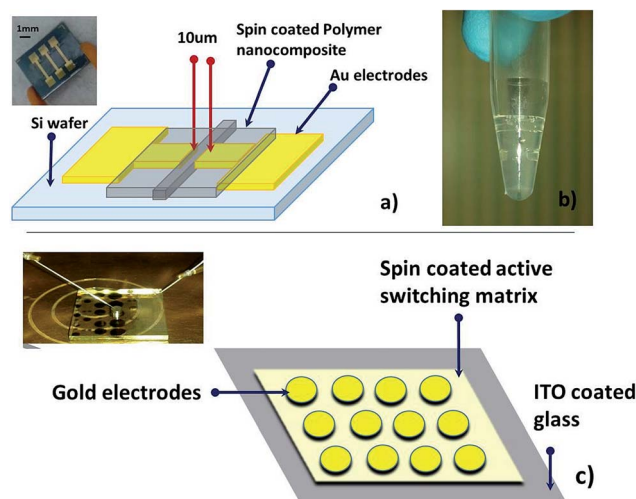 1mm
10um
Spin coated Polymer
nanocomposite
Au electrodes
Si wafer
a)
b)
Spin coated active
switching matrix
Gold electrodes
ITO coated
glass
c)